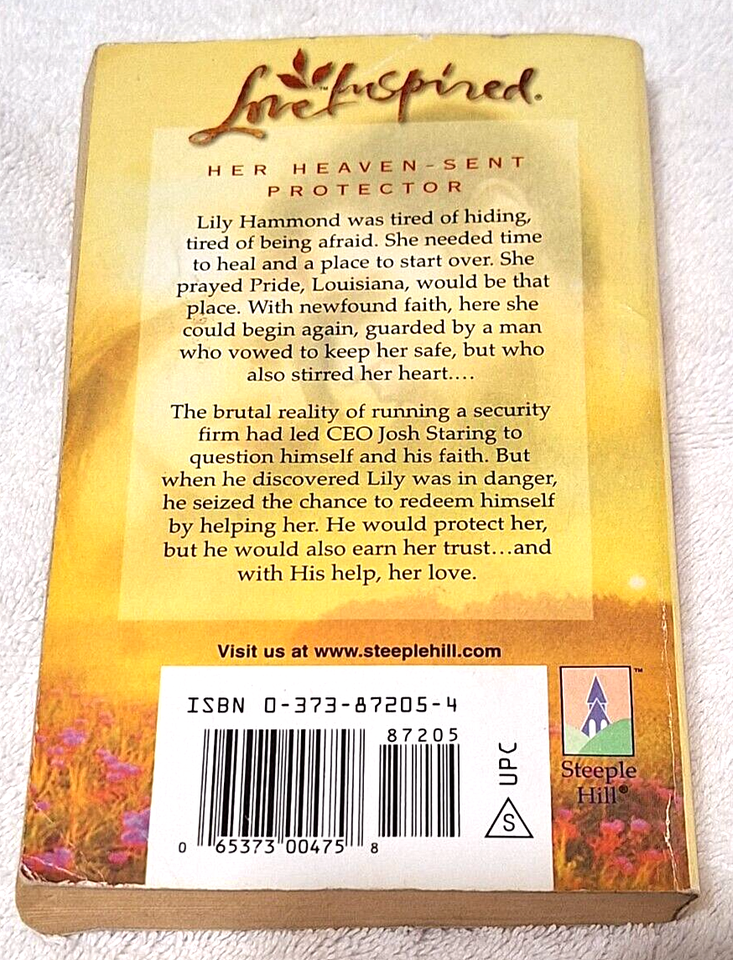 Love Inspired®
HER HEAVEN-SENT
PROTECTOR
Lily Hammond was tired of hiding,
tired of being afraid. She needed time
to heal and a place to start over. She
prayed Pride, Louisiana, would be that
place. With newfound faith, here she
could begin again, guarded by a man
who vowed to keep her safe, but who
also stirred her heart....
The brutal reality of running a security
firm had led CEO Josh Staring to
question himself and his faith. But
when he discovered Lily was in danger,
he seized the chance to redeem himself
by helping her. He would protect her,
but he would also earn her trust...and
with His help, her love.
Visit us at www.steeplehill.com
ISBN 0-373-87205-4
87205
0 65373 00475 8
UPC
S
™
Steeple
Hill®